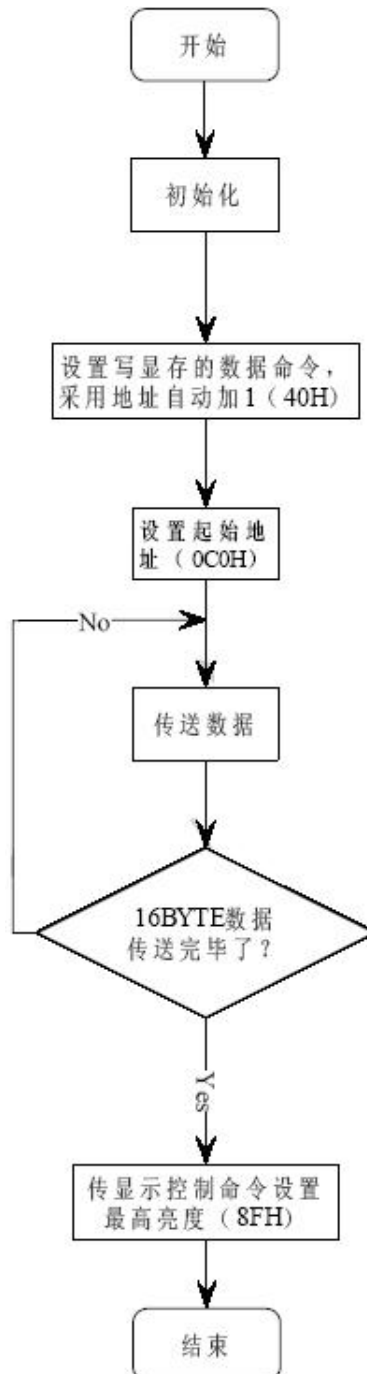 开始
初始化
设置写显存的数据命令，
采用地址自动加1（40H）
设置起始地
址（0C0H）
No
传送数据
16BYTE数据
传送完毕了？
Yes
传显示控制命令设置
最高亮度（8FH）
结束